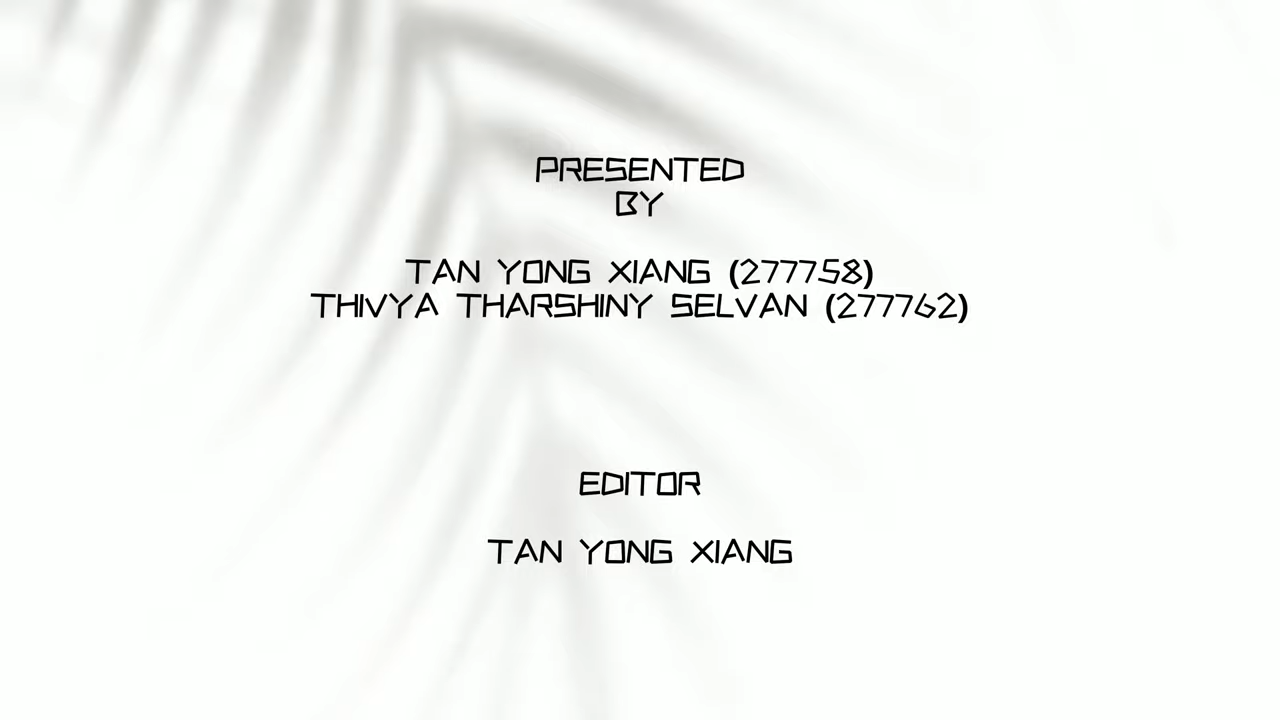 PRESENTED
BY
TAN YONG XIANG (277758)
THIVYA THARSHINY SELVAN (277762)
EDITOR
TAN YONG XIANG